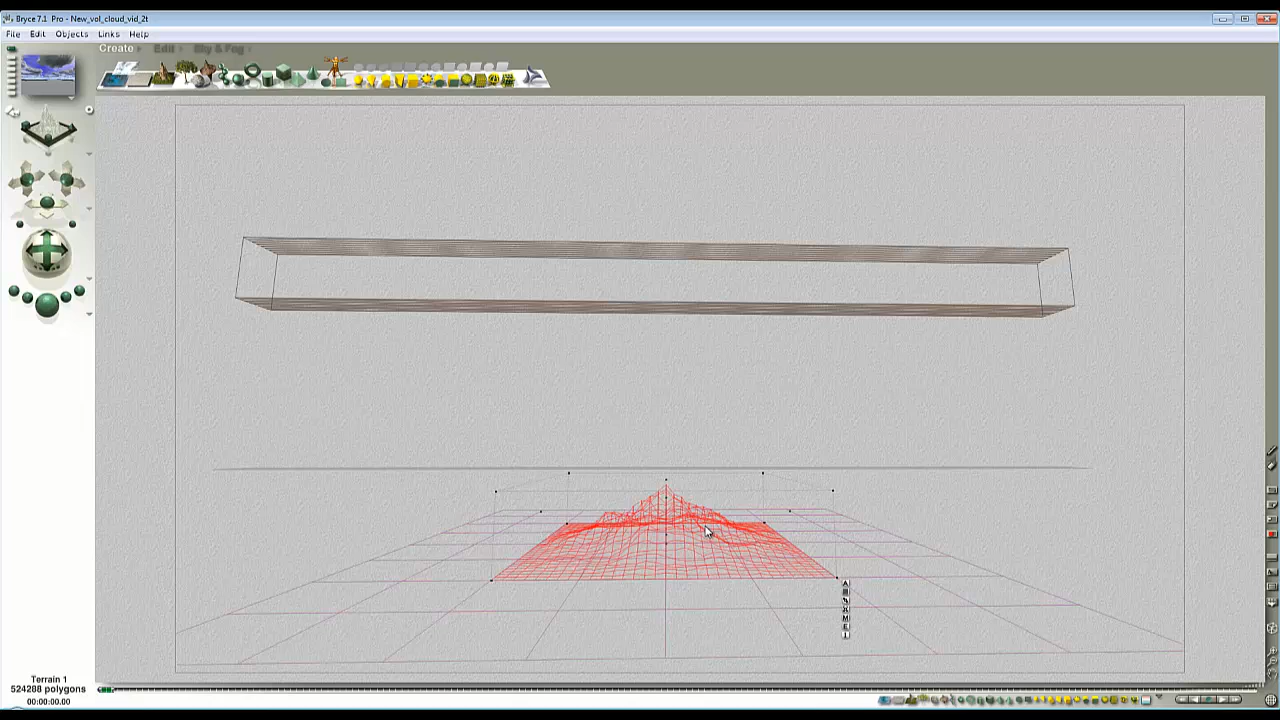 Bryce 7.1 Pro - New_vol_cloud_vid_2t
File Edit Objects Links Help
Create Edit Sky & Fog
A
M
E
Terrain 1
524288 polygons
00:00:00.00